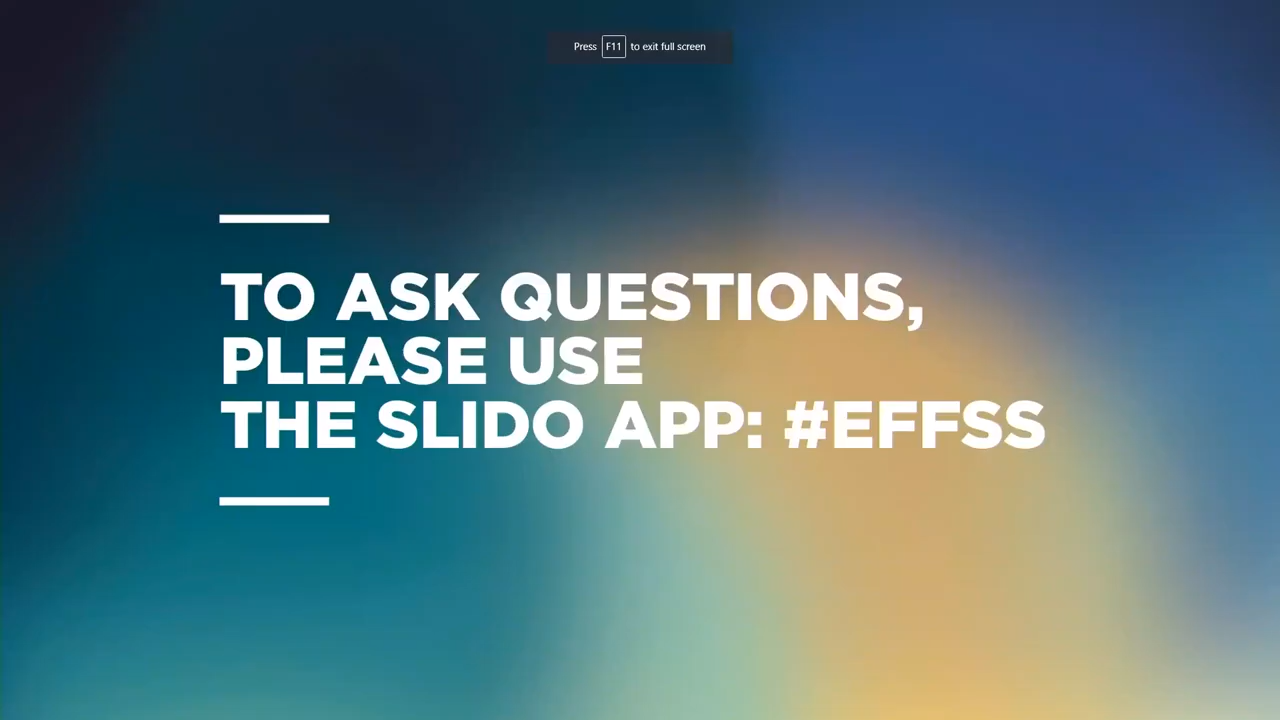 Press F11 to exit full screen
TO ASK QUESTIONS,
PLEASE USE
THE SLIDO APP: #EFFSS